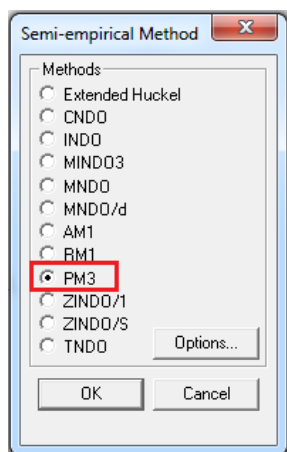 Semi-empirical Method
Methods
Extended Huckel
CNDO
INDO
MINDO3
MNDO
MNDO/d
AM1
RM1
PM3
ZINDO/1
ZINDO/S
TNDO
Options...
OK Cancel